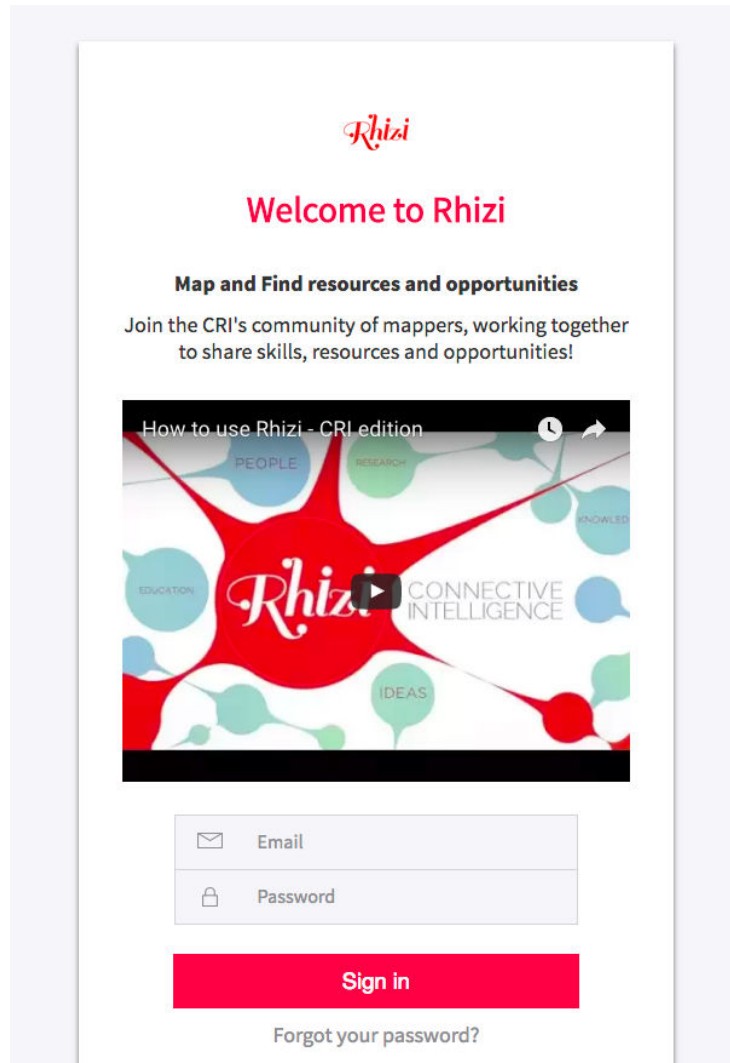 Rhizi
Welcome to Rhizi
Map and Find resources and opportunities
Join the CRI's community of mappers, working together
to share skills, resources and opportunities!
How to use Rhizi - CRI edition
PEOPLE
RESEARCH
KNOWLED
EDUCATION
Rhizi
CONNECTIVE
INTELLIGENCE
IDEAS
Email
Password
Sign in
Forgot your password?